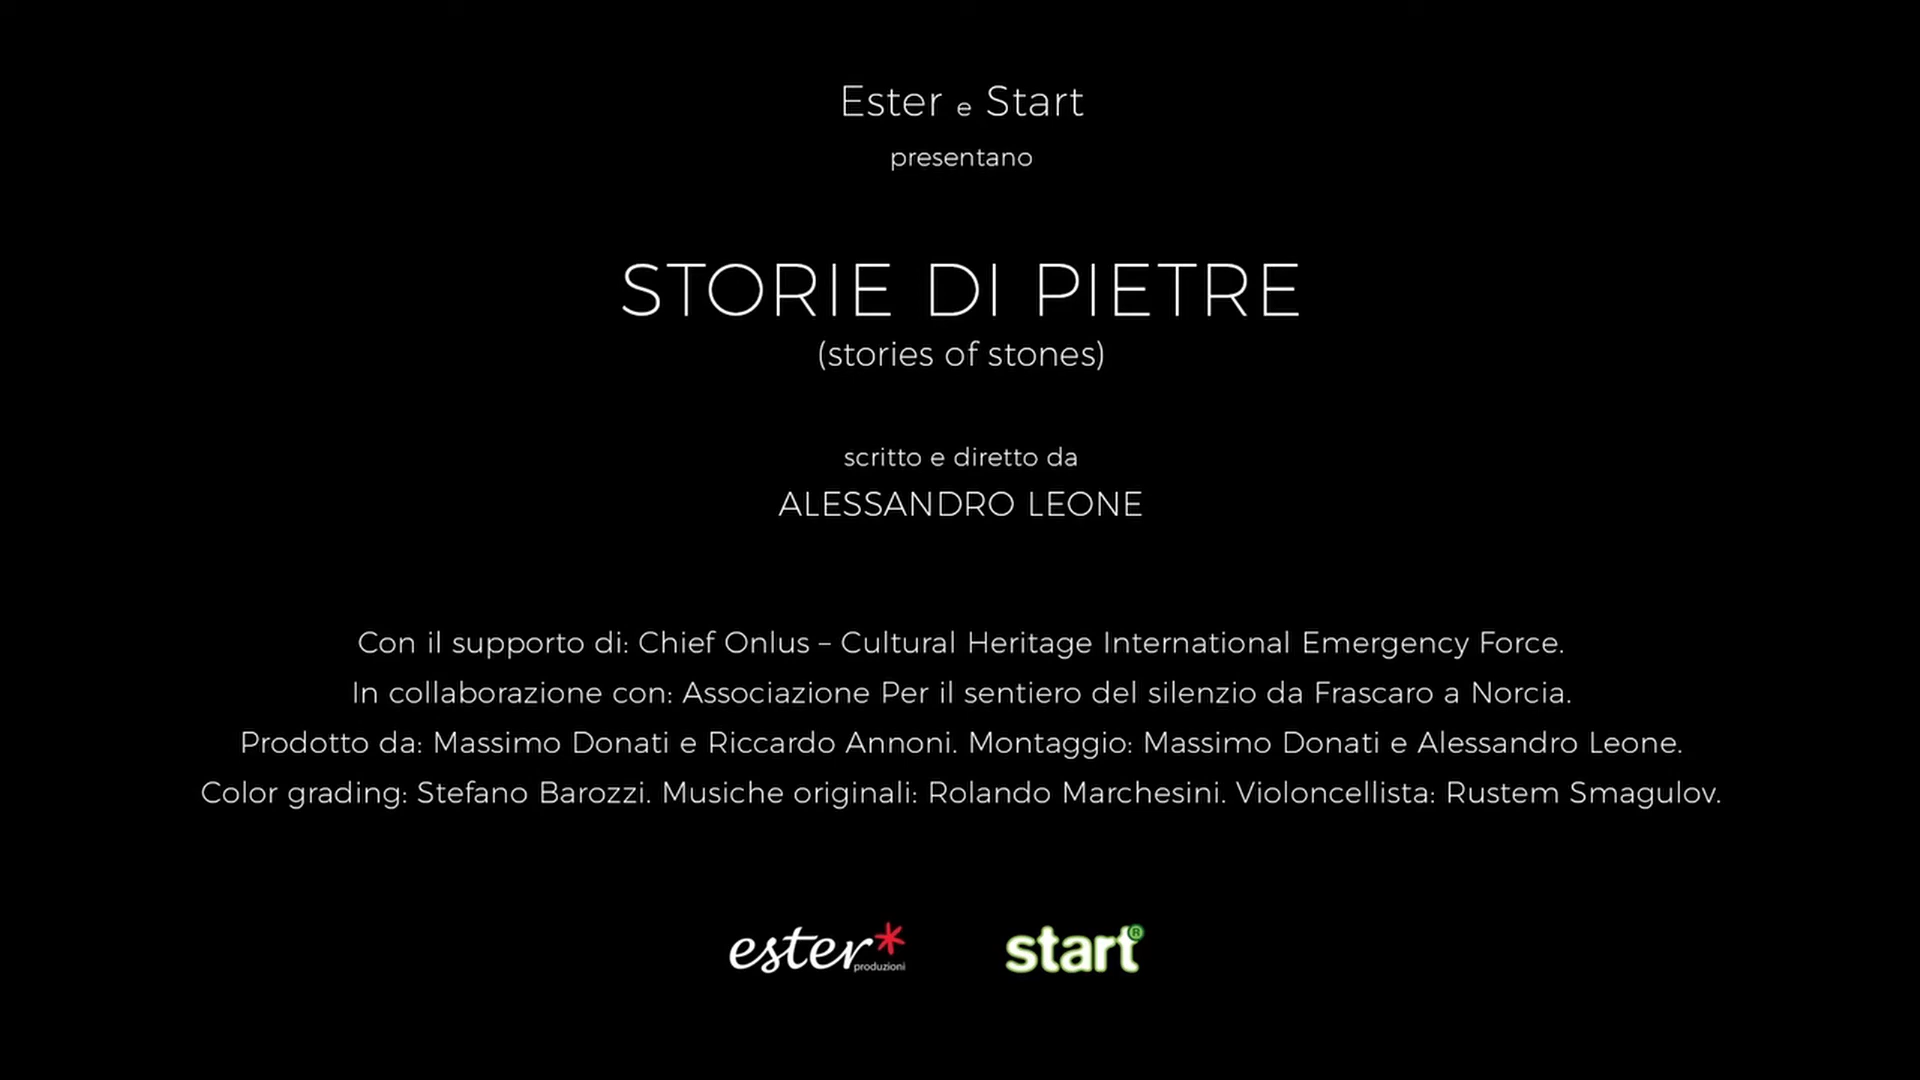 Ester e Start
presentano
STORIE DI PIETRE
(stories of stones)
scritto e diretto da
ALESSANDRO LEONE
Con il supporto di: Chief Onlus – Cultural Heritage International Emergency Force.
In collaborazione con: Associazione Per il sentiero del silenzio da Frascaro a Norcia.
Prodotto da: Massimo Donati e Riccardo Annoni. Montaggio: Massimo Donati e Alessandro Leone.
Color grading: Stefano Barozzi. Musiche originali: Rolando Marchesini. Violoncellista: Rustem Smagulov.
ester* produzioni
start®